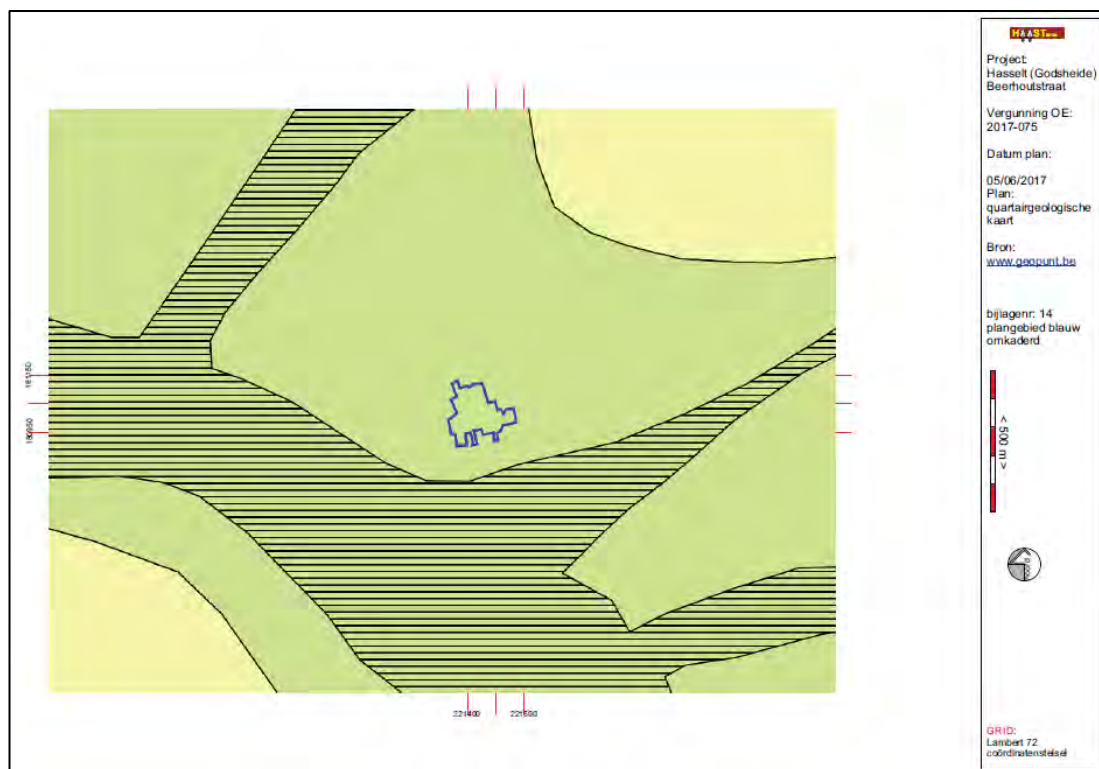 HAAST
Project:
Hasselt (Godsheide)
Beerhoutstraat
Vergunning OE:
2017-075
Datum plan:
05/06/2017
Plan:
quartairgeologische
kaart
Bron:
www.geopunt.be
bijlagenr: 14
plangebied blauw
omkaderd
< 500 m >
GRID:
Lambert 72
coördinatenstelsel
221400